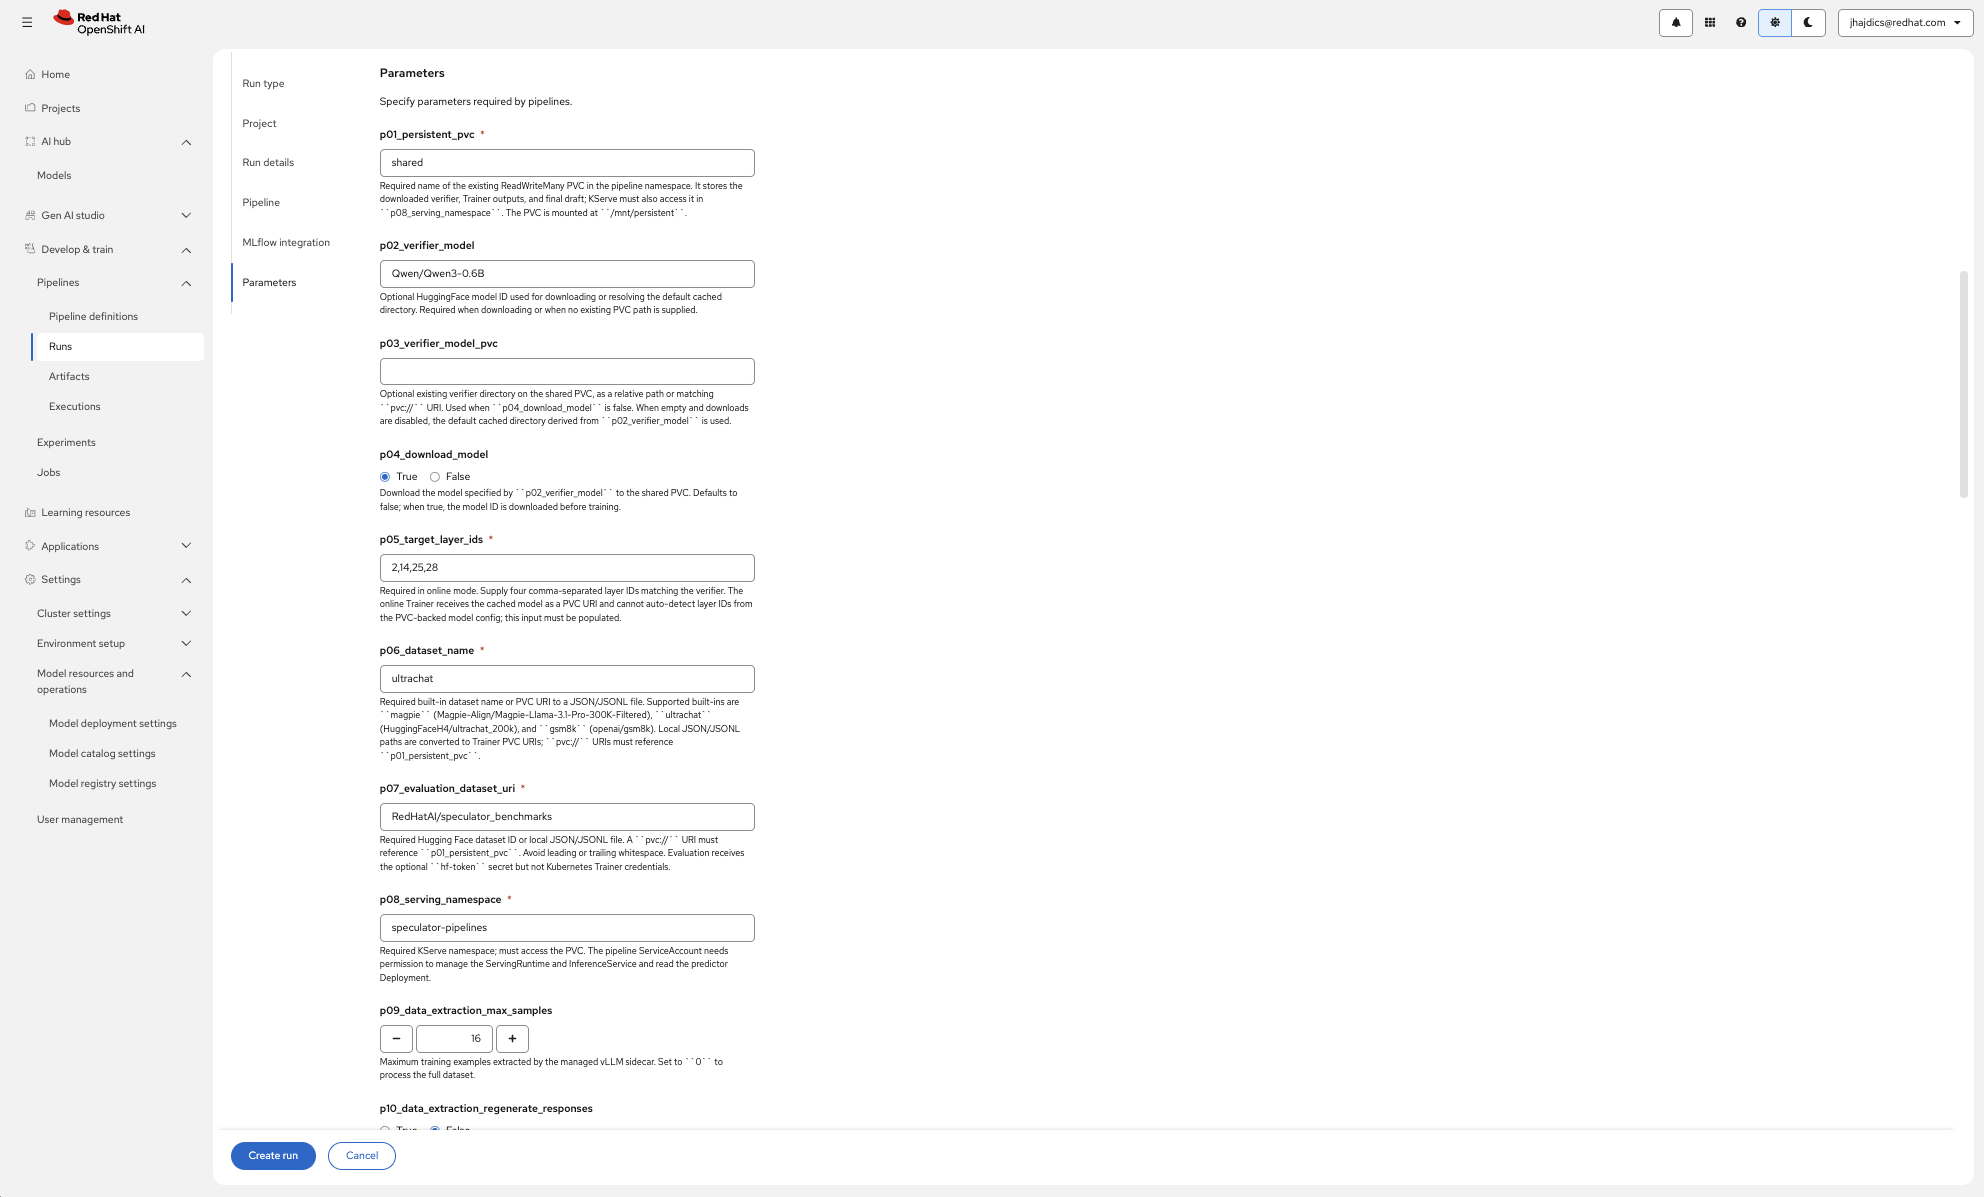 Red Hat
OpenShift AI
jhajdics@redhat.com
Home
Projects
AI hub
Models
Gen AI studio
Develop & train
Pipelines
Pipeline definitions
Runs
Artifacts
Executions
Experiments
Jobs
Learning resources
Applications
Settings
Cluster settings
Environment setup
Model resources and
operations
Model deployment settings
Model catalog settings
Model registry settings
User management
Run type
Project
Run details
Pipeline
MLflow integration
Parameters
Parameters
Specify parameters required by pipelines.
p01_persistent_pvc *
shared
Required name of the existing ReadWriteMany PVC in the pipeline namespace. It stores the
downloaded verifier, Trainer outputs, and final draft; KServe must also access it in
``p08_serving_namespace``. The PVC is mounted at ``/mnt/persistent``.
p02_verifier_model
Qwen/Qwen3-0.6B
Optional HuggingFace model ID used for downloading or resolving the default cached
directory. Required when downloading or when no existing PVC path is supplied.
p03_verifier_model_pvc
Optional existing verifier directory on the shared PVC, as a relative path or matching
``pvc://`` URI. Used when ``p04_download_model`` is false. When empty and downloads
are disabled, the default cached directory derived from ``p02_verifier_model`` is used.
p04_download_model
True False
Download the model specified by ``p02_verifier_model`` to the shared PVC. Defaults to
false; when true, the model ID is downloaded before training.
p05_target_layer_ids *
2,14,25,28
Required in online mode. Supply four comma-separated layer IDs matching the verifier. The
online Trainer receives the cached model as a PVC URI and cannot auto-detect layer IDs from
the PVC-backed model config; this input must be populated.
p06_dataset_name *
ultrachat
Required built-in dataset name or PVC URI to a JSON/JSONL file. Supported built-ins are
``magpie`` (Magpie-Align/Magpie-Llama-3.1-Pro-300K-Filtered), ``ultrachat``
(HuggingFaceH4/ultrachat_200k), and ``gsm8k`` (openai/gsm8k). Local JSON/JSONL
paths are converted to Trainer PVC URIs; ``pvc://`` URIs must reference
``p01_persistent_pvc``.
p07_evaluation_dataset_uri *
RedHatAI/speculator_benchmarks
Required Hugging Face dataset ID or local JSON/JSONL file. A ``pvc://`` URI must
reference ``p01_persistent_pvc``. Avoid leading or trailing whitespace. Evaluation receives
the optional ``hf-token`` secret but not Kubernetes Trainer credentials.
p08_serving_namespace *
speculator-pipelines
Required KServe namespace; must access the PVC. The pipeline ServiceAccount needs
permission to manage the ServingRuntime and InferenceService and read the predictor
Deployment.
p09_data_extraction_max_samples
16
Maximum training examples extracted by the managed vLLM sidecar. Set to ``0`` to
process the full dataset.
p10_data_extraction_regenerate_responses
True False
Create run
Cancel